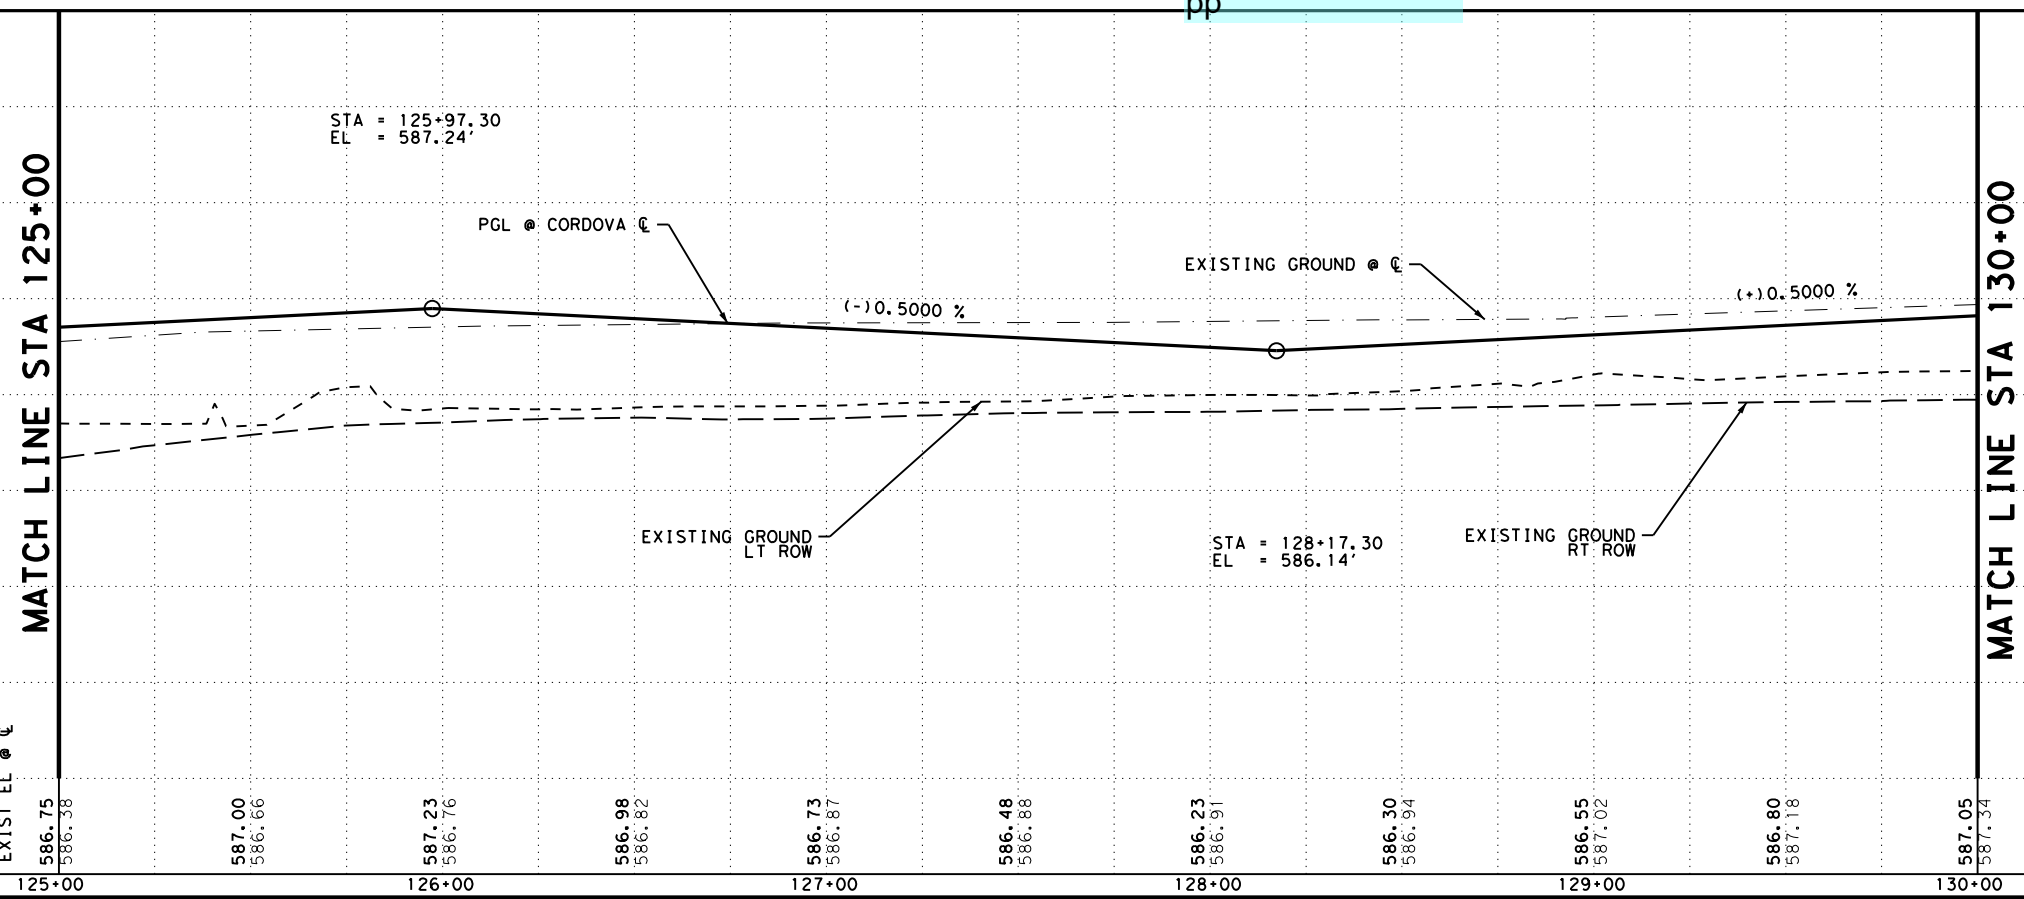 pp
STA = 125+97.30
EL = 587.24'
MATCH LINE STA 125+00
MATCH LINE STA 130+00
PGL @ CORDOVA ℄
EXISTING GROUND @ ℄
(-)0.5000 %
(+)0.5000 %
EXISTING GROUND
LT ROW
STA = 128+17.30
EL = 586.14'
EXISTING GROUND
RT ROW
EXIST EL @ ℄
586.75
586.38
587.00
586.66
587.23
586.76
586.98
586.82
586.73
586.87
586.48
586.88
586.23
586.91
586.30
586.94
586.55
587.02
586.80
587.18
587.05
587.34
125+00
126+00
127+00
128+00
129+00
130+00